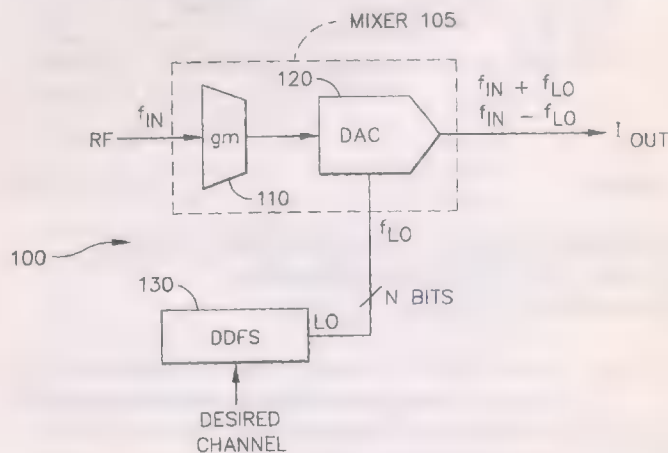 MIXER 105
120
f_IN + f_LO
f_IN - f_LO
f_IN
RF
gm
DAC
I_OUT
110
f_LO
100
130
N BITS
LO
DDFS
DESIRED
CHANNEL